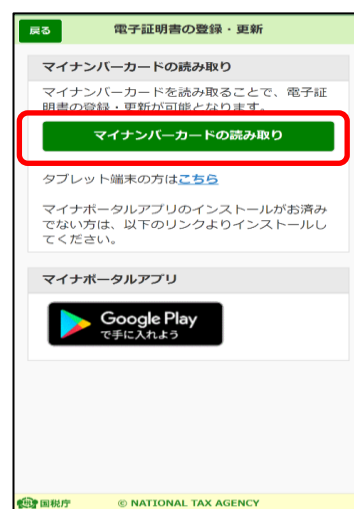 戻る 電子証明書の登録・更新
マイナンバーカードの読み取り
マイナンバーカードを読み取ることで、電子証
明書の登録・更新が可能となります。
マイナンバーカードの読み取り
タブレット端末の方はこちら
マイナポータルアプリのインストールがお済み
でない方は、以下のリンクよりインストールし
てください。
マイナポータルアプリ
Google Play
で手に入れよう
国税庁 © NATIONAL TAX AGENCY